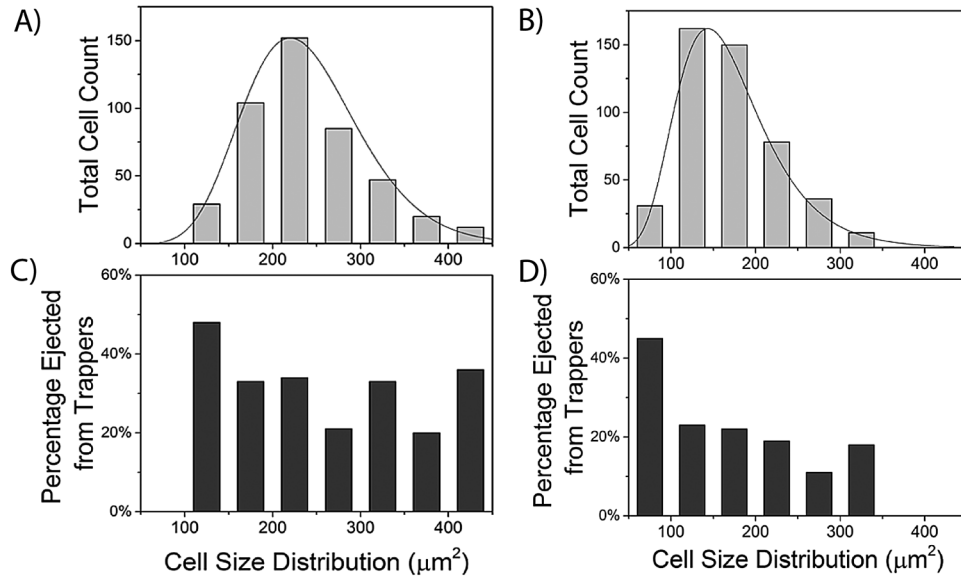 A)
Total Cell Count
150
100
50
0
100 200 300 400
B)
Total Cell Count
150
100
50
0
100 200 300 400
C)
Percentage Ejected
from Trappers
60%
40%
20%
0%
100 200 300 400
Cell Size Distribution (μm²)
D)
Percentage Ejected
from Trappers
60%
40%
20%
0%
100 200 300 400
Cell Size Distribution (μm²)